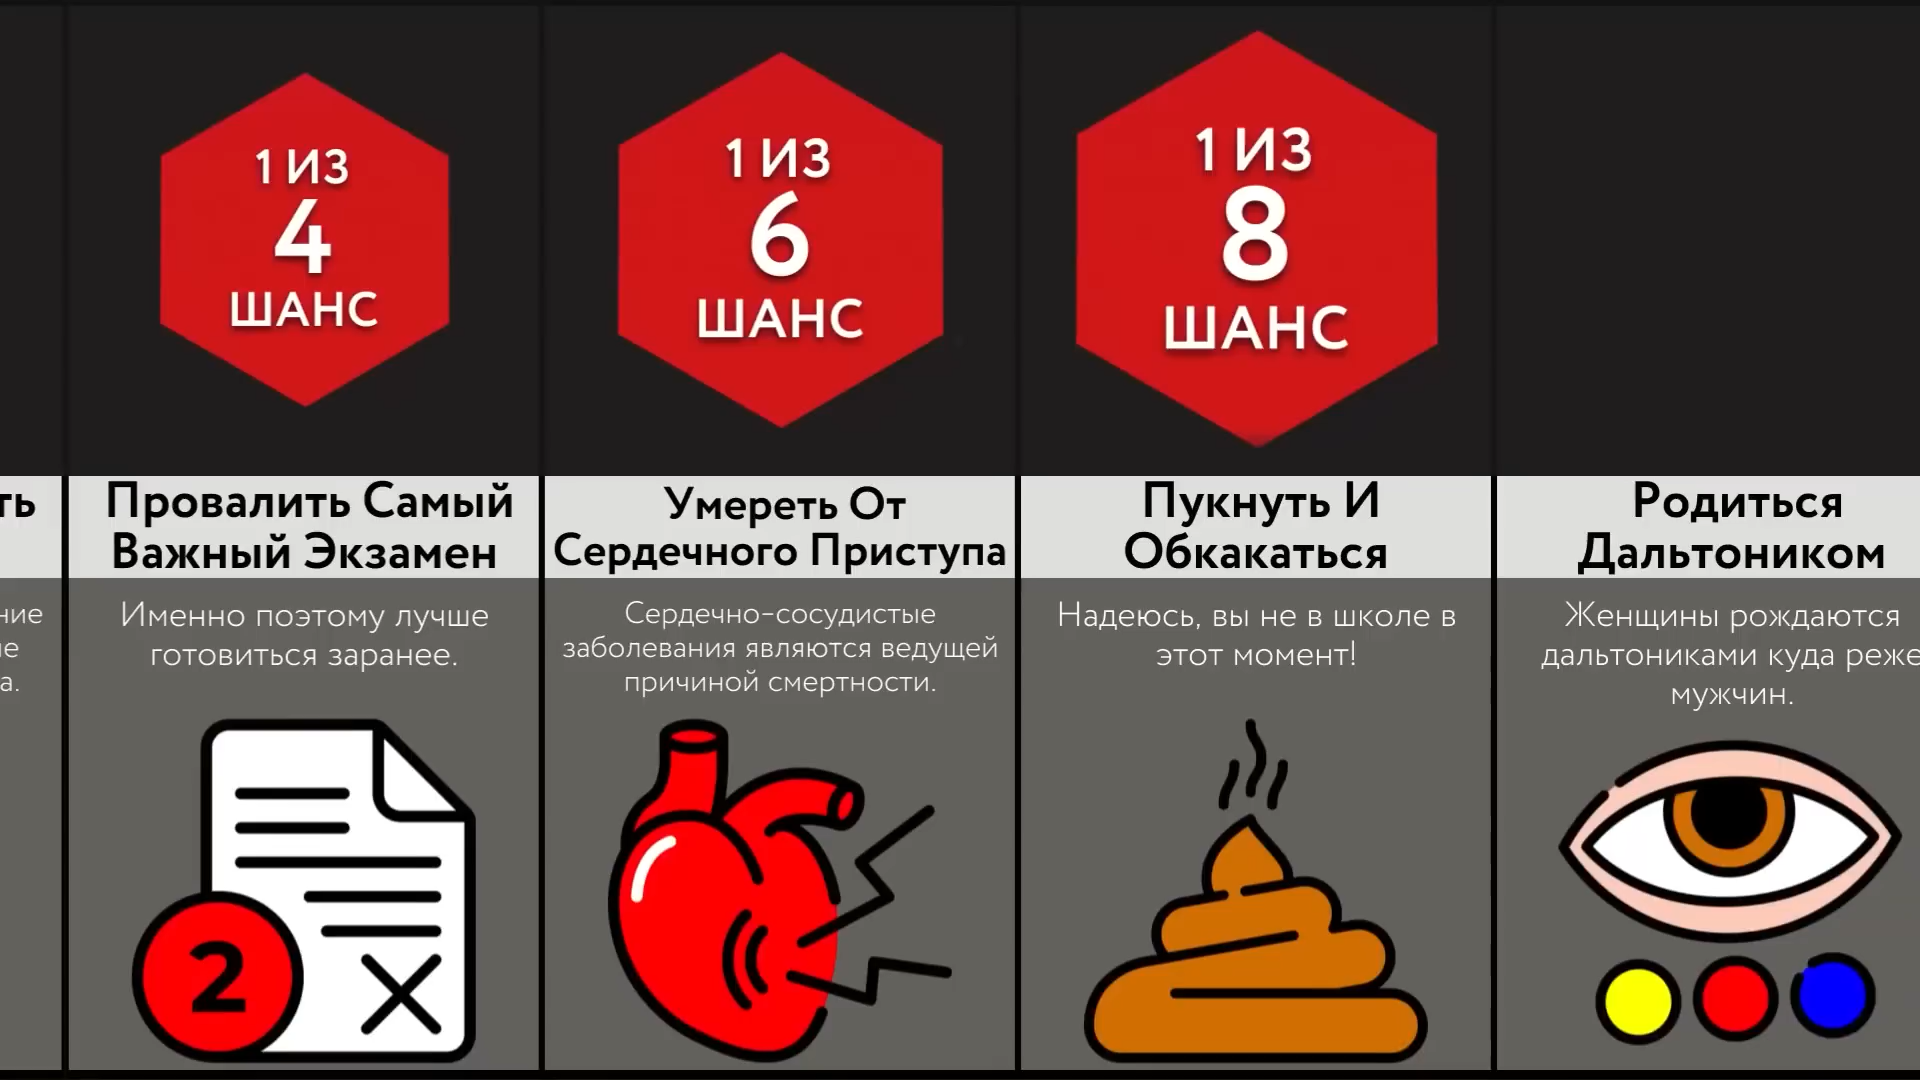 ть
ние
а.
1 ИЗ
4
ШАНС
Провалить Самый
Важный Экзамен
Именно поэтому лучше
готовиться заранее.
2
1 ИЗ
6
ШАНС
Умереть От
Сердечного Приступа
Сердечно-сосудистые
заболевания являются ведущей
причиной смертности.
1 ИЗ
8
ШАНС
Пукнуть И
Обкакаться
Надеюсь, вы не в школе в
этот момент!
Родиться
Дальтоником
Женщины рождаются
дальтониками куда реже
мужчин.